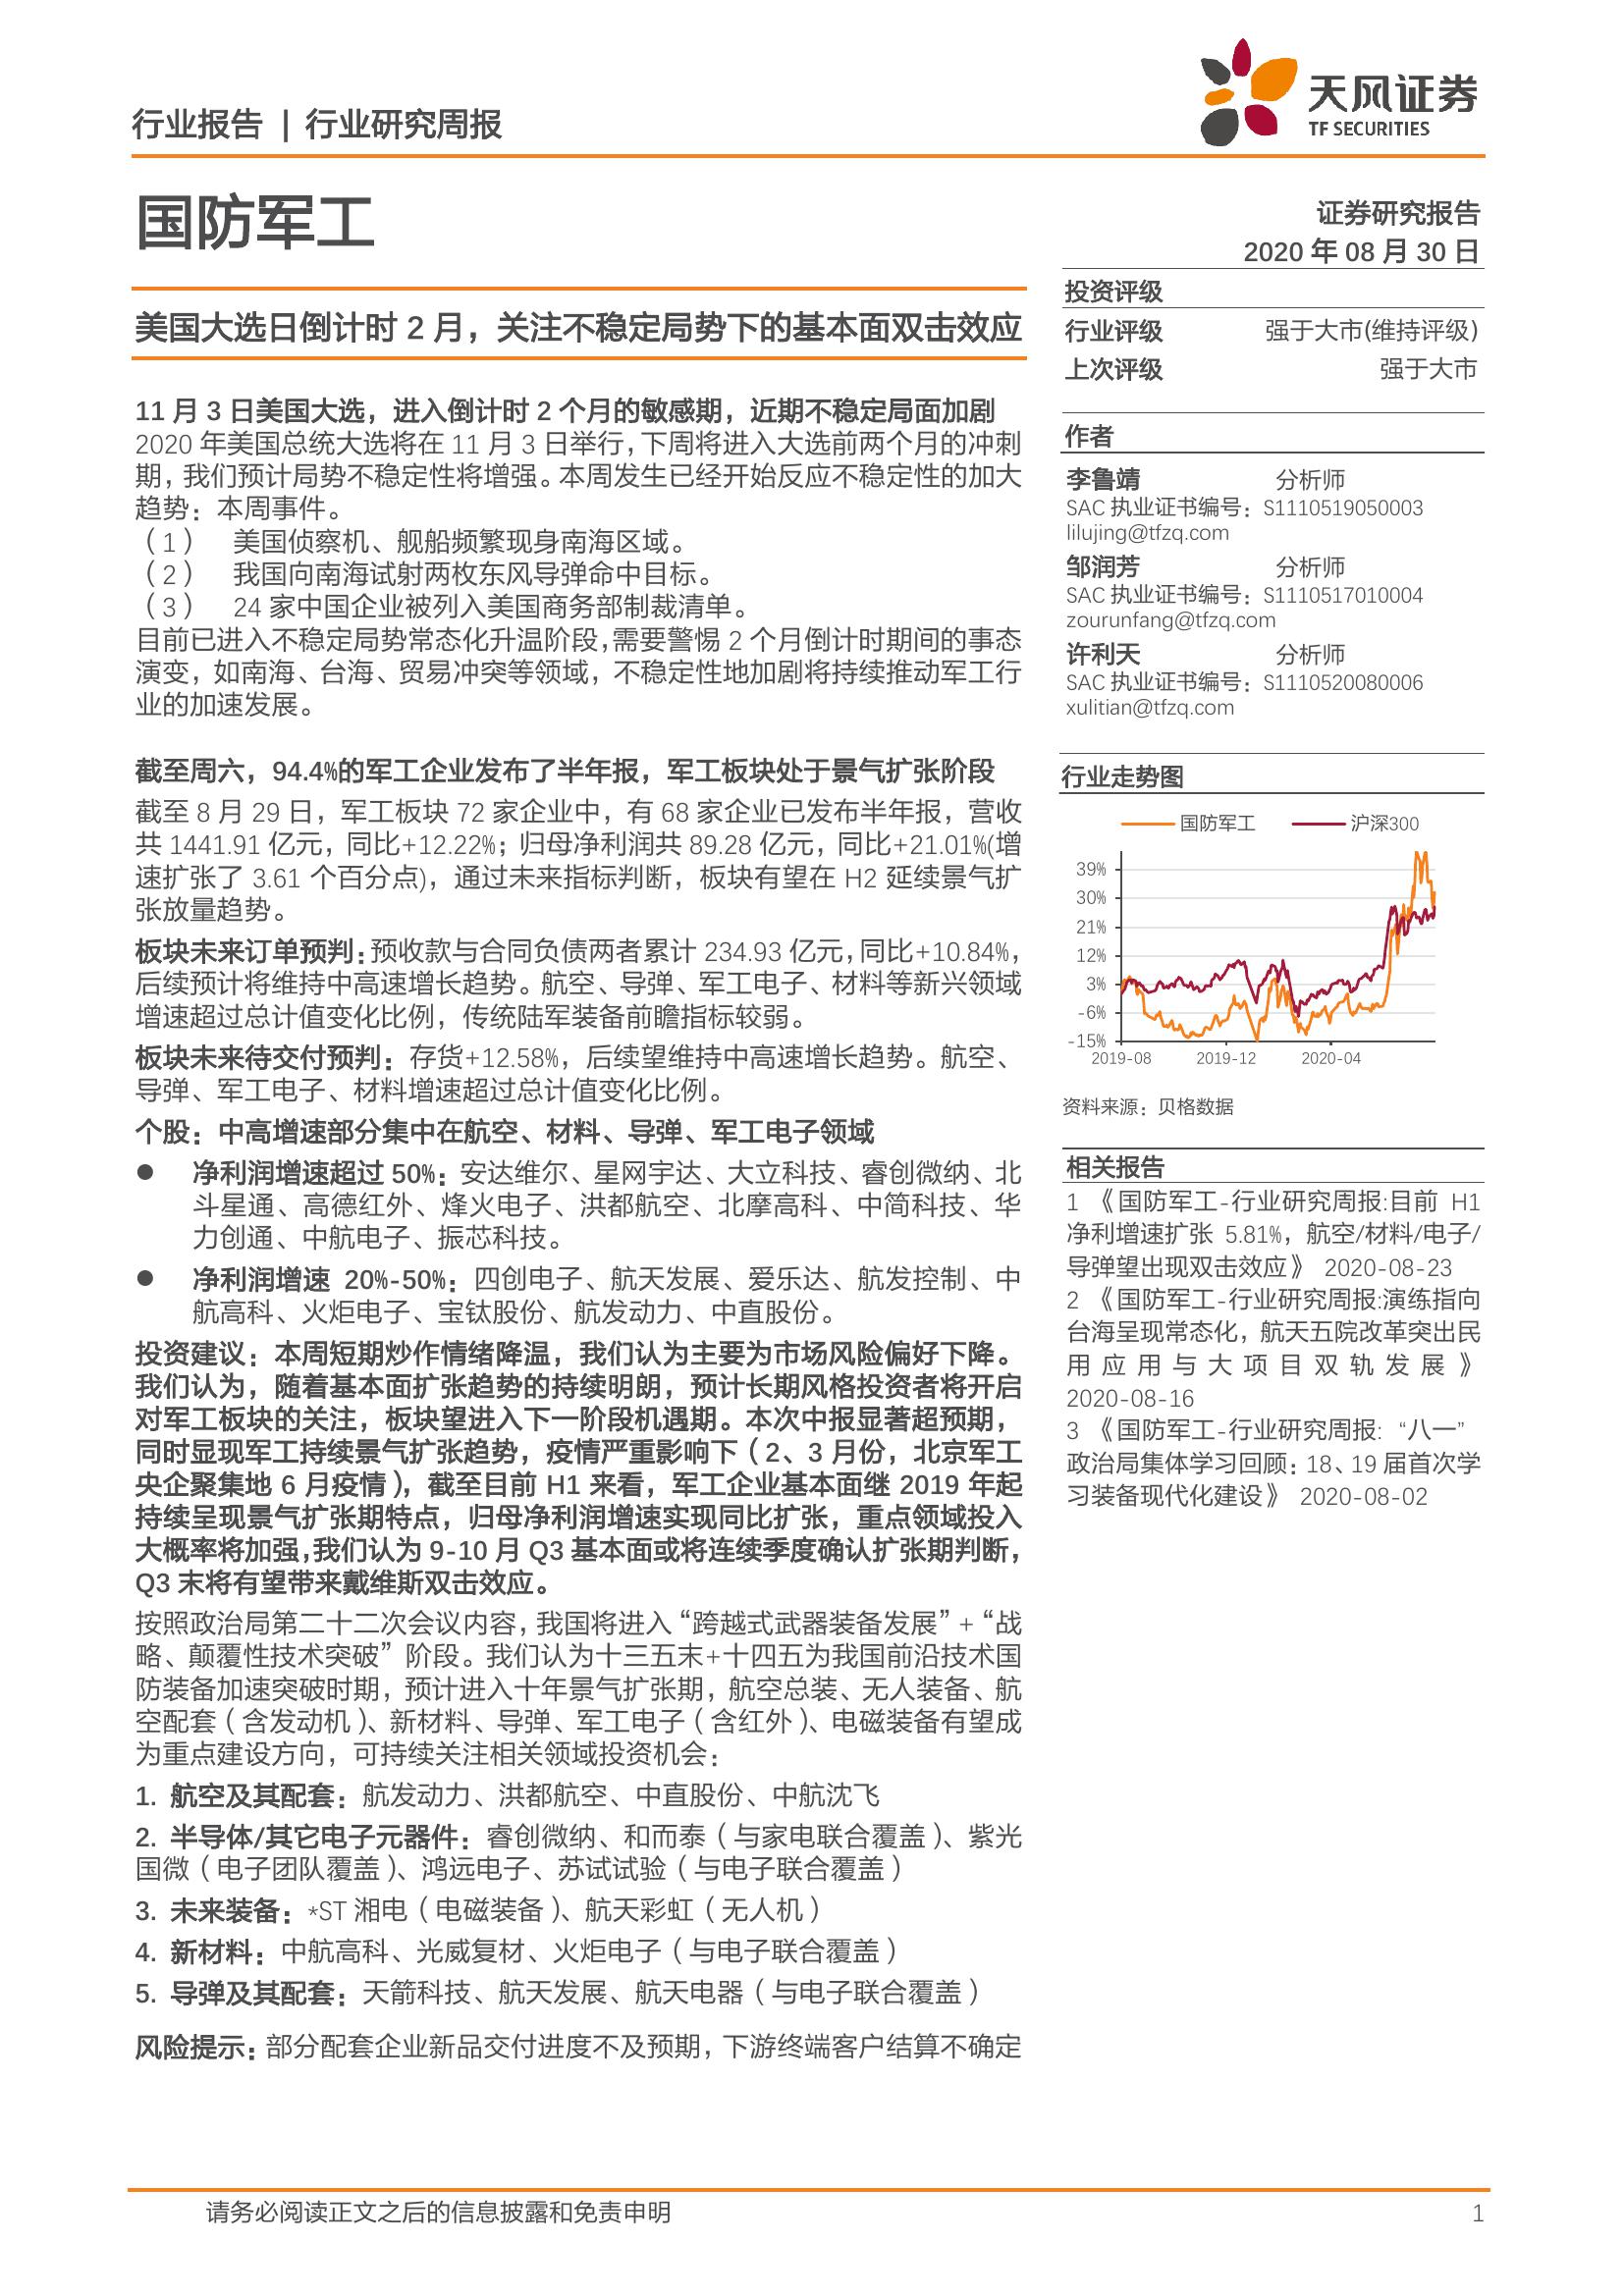 行业报告 | 行业研究周报
天风证券
TF SECURITIES
国防军工
证券研究报告
2020 年 08 月 30 日
美国大选日倒计时 2 月，关注不稳定局势下的基本面双击效应
11 月 3 日美国大选，进入倒计时 2 个月的敏感期，近期不稳定局面加剧
2020 年美国总统大选将在 11 月 3 日举行，下周将进入大选前两个月的冲刺
期，我们预计局势不稳定性将增强。本周发生已经开始反应不稳定性的加大
趋势：本周事件。
（1） 美国侦察机、舰船频繁现身南海区域。
（2） 我国向南海试射两枚东风导弹命中目标。
（3） 24 家中国企业被列入美国商务部制裁清单。
目前已进入不稳定局势常态化升温阶段，需要警惕 2 个月倒计时期间的事态
演变，如南海、台海、贸易冲突等领域，不稳定性地加剧将持续推动军工行
业的加速发展。
截至周六，94.4%的军工企业发布了半年报，军工板块处于景气扩张阶段
截至 8 月 29 日，军工板块 72 家企业中，有 68 家企业已发布半年报，营收
共 1441.91 亿元，同比+12.22%；归母净利润共 89.28 亿元，同比+21.01%(增
速扩张了 3.61 个百分点)，通过未来指标判断，板块有望在 H2 延续景气扩
张放量趋势。
板块未来订单预判：预收款与合同负债两者累计 234.93 亿元，同比+10.84%，
后续预计将维持中高速增长趋势。航空、导弹、军工电子、材料等新兴领域
增速超过总计值变化比例，传统陆军装备前瞻指标较弱。
板块未来待交付预判：存货+12.58%，后续望维持中高速增长趋势。航空、
导弹、军工电子、材料增速超过总计值变化比例。
个股：中高增速部分集中在航空、材料、导弹、军工电子领域
● 净利润增速超过 50%：安达维尔、星网宇达、大立科技、睿创微纳、北
斗星通、高德红外、烽火电子、洪都航空、北摩高科、中简科技、华
力创通、中航电子、振芯科技。
● 净利润增速 20%-50%：四创电子、航天发展、爱乐达、航发控制、中
航高科、火炬电子、宝钛股份、航发动力、中直股份。
投资建议：本周短期炒作情绪降温，我们认为主要为市场风险偏好下降。
我们认为，随着基本面扩张趋势的持续明朗，预计长期风格投资者将开启
对军工板块的关注，板块望进入下一阶段机遇期。本次中报显著超预期，
同时显现军工持续景气扩张趋势，疫情严重影响下（2、3 月份，北京军工
央企聚集地 6 月疫情），截至目前 H1 来看，军工企业基本面继 2019 年起
持续呈现景气扩张期特点，归母净利润增速实现同比扩张，重点领域投入
大概率将加强，我们认为 9-10 月 Q3 基本面或将连续季度确认扩张期判断，
Q3 末将有望带来戴维斯双击效应。
按照政治局第二十二次会议内容，我国将进入“跨越式武器装备发展”+“战
略、颠覆性技术突破”阶段。我们认为十三五末+十四五为我国前沿技术国
防装备加速突破时期，预计进入十年景气扩张期，航空总装、无人装备、航
空配套（含发动机）、新材料、导弹、军工电子（含红外）、电磁装备有望成
为重点建设方向，可持续关注相关领域投资机会：
1. 航空及其配套：航发动力、洪都航空、中直股份、中航沈飞
2. 半导体/其它电子元器件：睿创微纳、和而泰（与家电联合覆盖）、紫光
国微（电子团队覆盖）、鸿远电子、苏试试验（与电子联合覆盖）
3. 未来装备：*ST 湘电（电磁装备）、航天彩虹（无人机）
4. 新材料：中航高科、光威复材、火炬电子（与电子联合覆盖）
5. 导弹及其配套：天箭科技、航天发展、航天电器（与电子联合覆盖）
风险提示：部分配套企业新品交付进度不及预期，下游终端客户结算不确定
投资评级
行业评级 强于大市(维持评级)
上次评级 强于大市
作者
李鲁靖 分析师
SAC 执业证书编号：S1110519050003
lilujing@tfzq.com
邹润芳 分析师
SAC 执业证书编号：S1110517010004
zourunfang@tfzq.com
许利天 分析师
SAC 执业证书编号：S1110520080006
xulitian@tfzq.com
行业走势图
国防军工 沪深300
39%
30%
21%
12%
3%
-6%
-15%
2019-08 2019-12 2020-04
资料来源：贝格数据
相关报告
1 《国防军工-行业研究周报:目前 H1
净利增速扩张 5.81%，航空/材料/电子/
导弹望出现双击效应》 2020-08-23
2 《国防军工-行业研究周报:演练指向
台海呈现常态化，航天五院改革突出民
用应用与大项目双轨发展》
2020-08-16
3 《国防军工-行业研究周报：“八一”
政治局集体学习回顾：18、19 届首次学
习装备现代化建设》 2020-08-02
请务必阅读正文之后的信息披露和免责申明 1